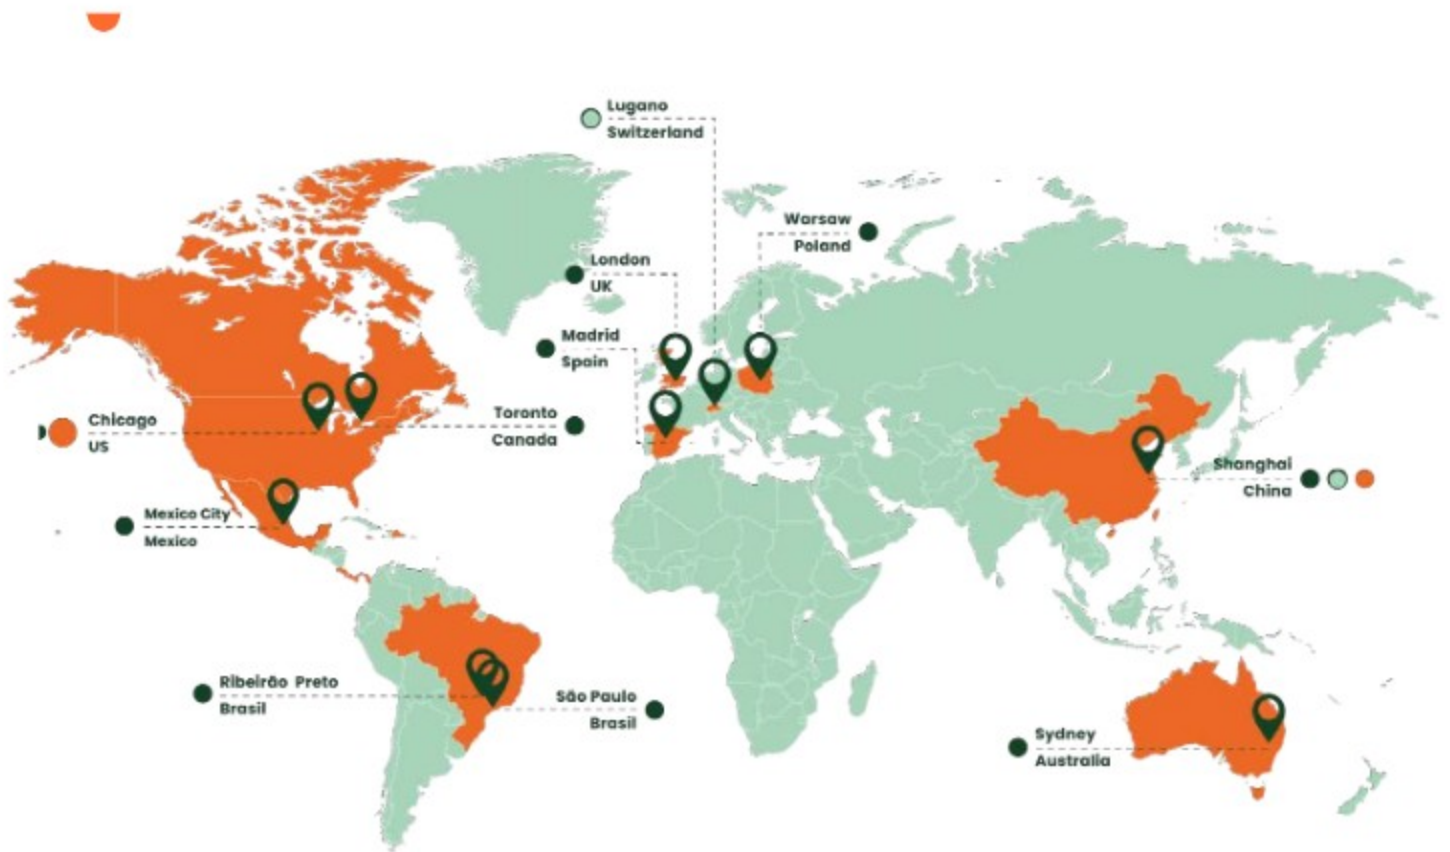 Lugano
Switzerland
Warsaw
Poland
London
UK
Madrid
Spain
Chicago
US
Toronto
Canada
Shanghai
China
Mexico City
Mexico
Ribeirão Preto
Brasil
São Paulo
Brasil
Sydney
Australia